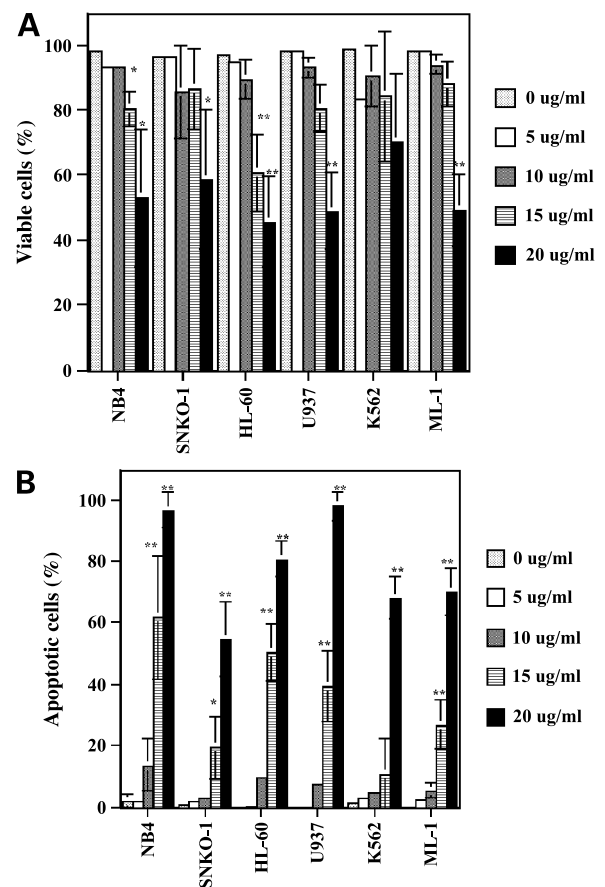 A
100
80
60
40
20
0
Viable cells (%)
* * * ** ** ** **
NB4 SNKO-1 HL-60 U937 K562 ML-1
0 ug/ml
5 ug/ml
10 ug/ml
15 ug/ml
20 ug/ml
B
100
80
60
40
20
0
Apoptotic cells (%)
** ** * ** ** ** ** ** ** ** **
NB4 SNKO-1 HL-60 U937 K562 ML-1
0 ug/ml
5 ug/ml
10 ug/ml
15 ug/ml
20 ug/ml